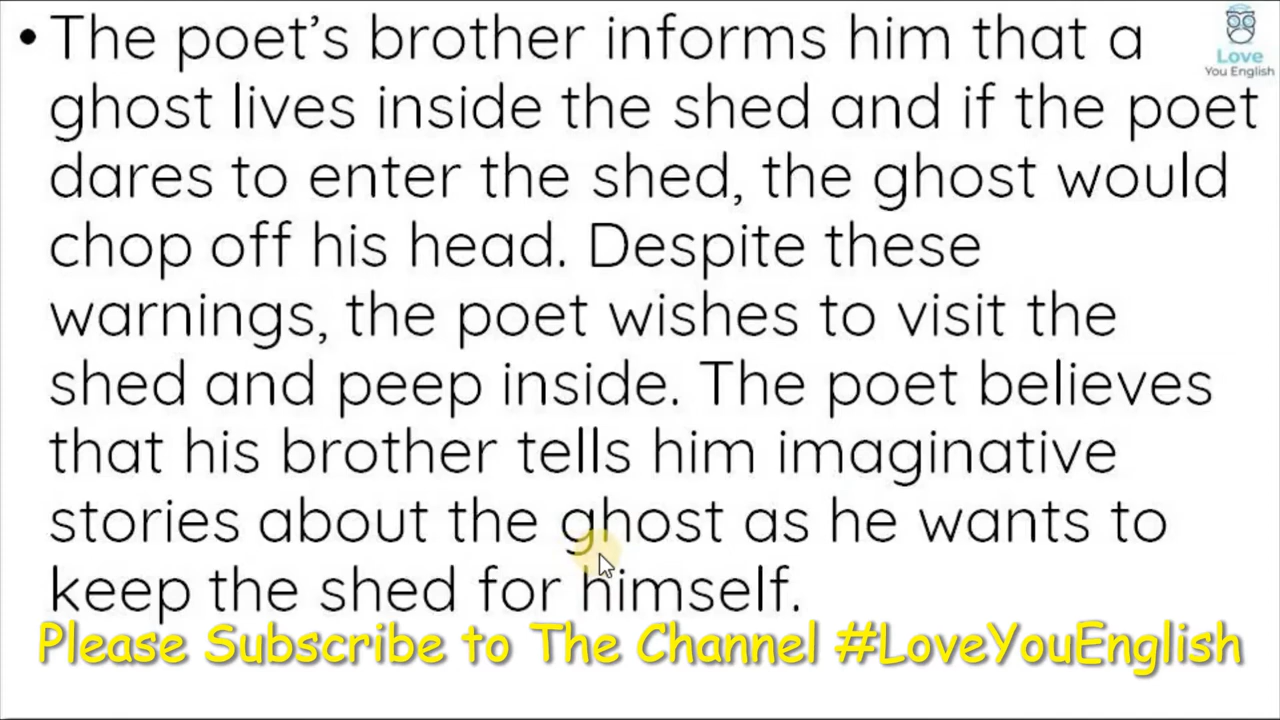 • The poet's brother informs him that a
ghost lives inside the shed and if the poet
dares to enter the shed, the ghost would
chop off his head. Despite these
warnings, the poet wishes to visit the
shed and peep inside. The poet believes
that his brother tells him imaginative
stories about the ghost as he wants to
keep the shed for himself.
Please Subscribe to The Channel #LoveYouEnglish
Love
You English